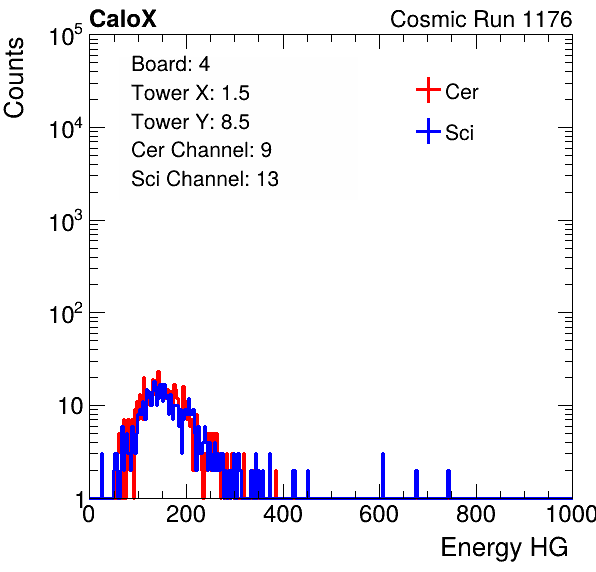 CaloX Cosmic Run 1176
Counts
10^5
10^4
10^3
10^2
10
1
Board: 4
Tower X: 1.5
Tower Y: 8.5
Cer Channel: 9
Sci Channel: 13
Cer
Sci
0 200 400 600 800 1000
Energy HG